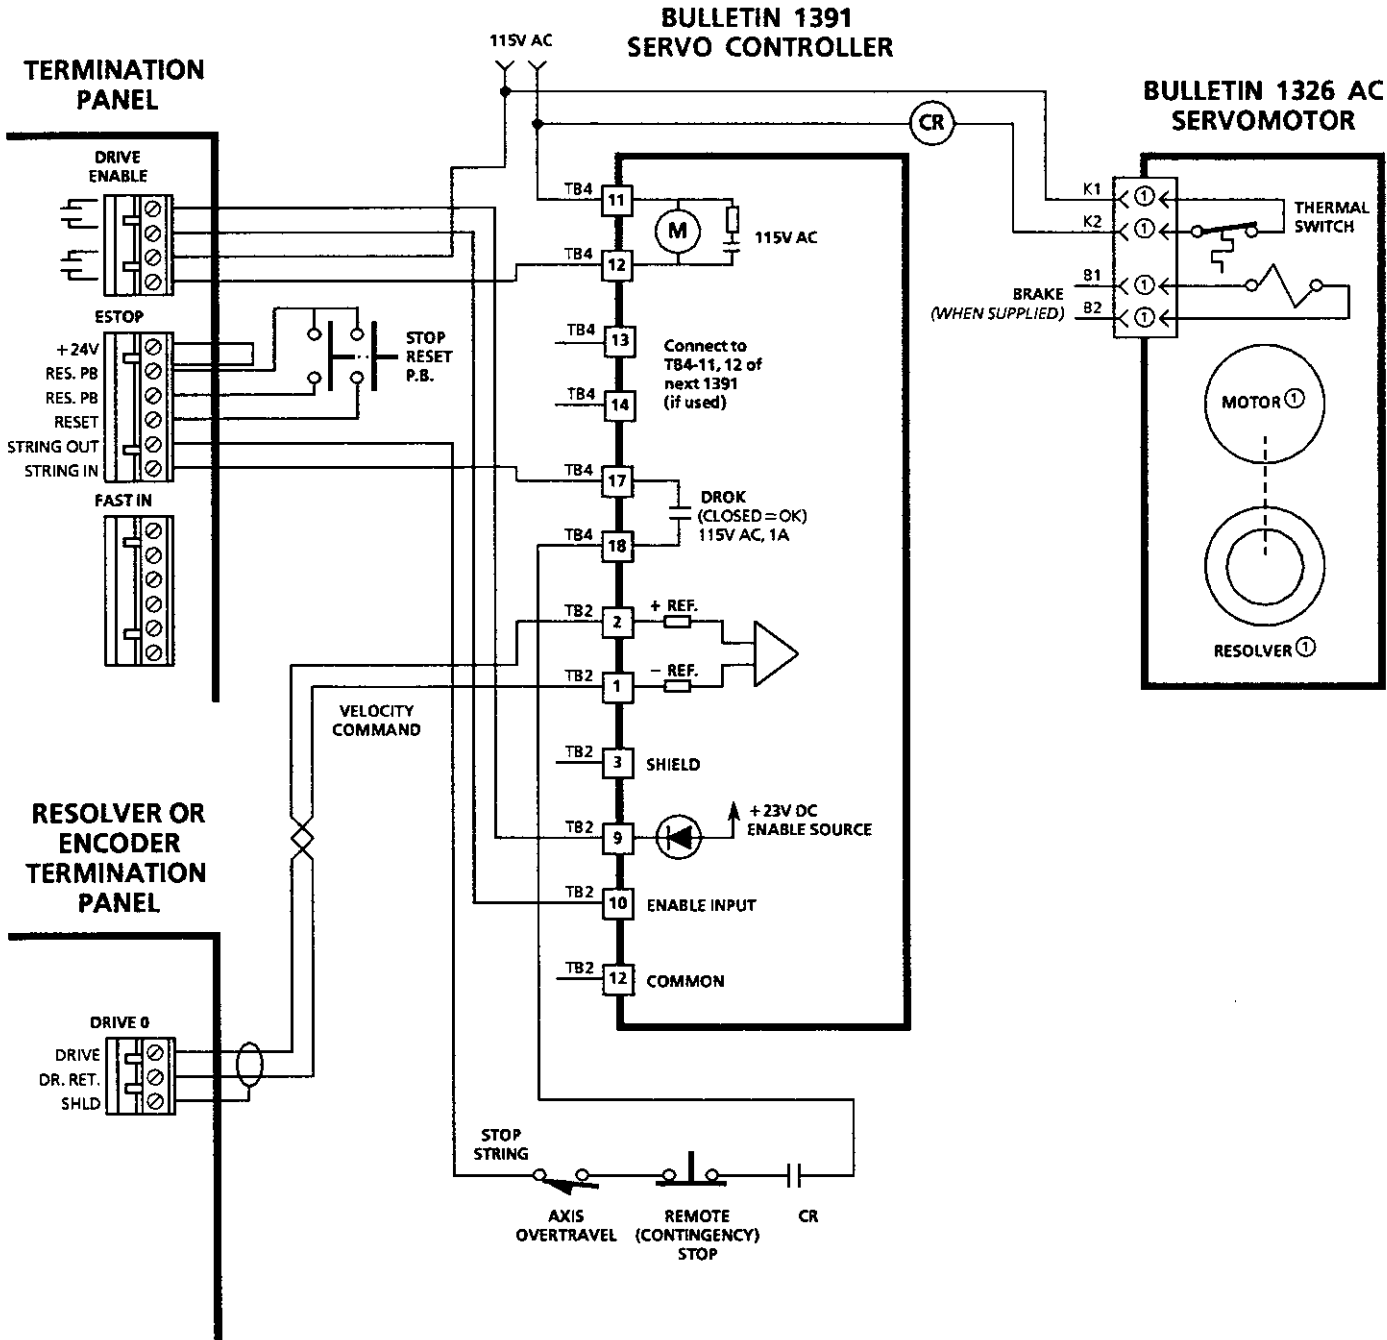 BULLETIN 1391
SERVO CONTROLLER
115V AC
TERMINATION
PANEL
BULLETIN 1326 AC
SERVOMOTOR
CR
DRIVE
ENABLE
TB4
11
M
115V AC
TB4
12
K1
1
K2
1
THERMAL
SWITCH
B1
1
B2
1
BRAKE
(WHEN SUPPLIED)
ESTOP
+24V
RES. PB
RES. PB
RESET
STRING OUT
STRING IN
STOP
RESET
P.B.
TB4
13
TB4
14
Connect to
TB4-11, 12 of
next 1391
(if used)
MOTOR 1
RESOLVER 1
FAST IN
TB4
17
TB4
18
DROK
(CLOSED=OK)
115V AC, 1A
TB2
2
+ REF.
TB2
1
– REF.
VELOCITY
COMMAND
TB2
3
SHIELD
TB2
9
+23V DC
ENABLE SOURCE
TB2
10
ENABLE INPUT
TB2
12
COMMON
RESOLVER OR
ENCODER
TERMINATION
PANEL
DRIVE 0
DRIVE
DR. RET.
SHLD
STOP
STRING
AXIS
OVERTRAVEL
REMOTE
(CONTINGENCY)
STOP
CR